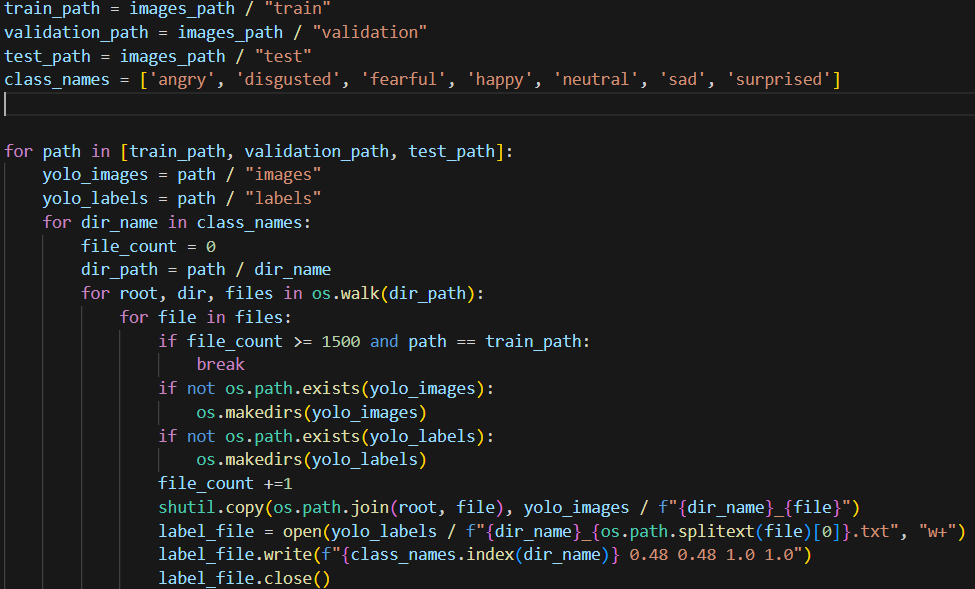 train_path = images_path / "train"
validation_path = images_path / "validation"
test_path = images_path / "test"
class_names = ['angry', 'disgusted', 'fearful', 'happy', 'neutral', 'sad', 'surprised']

for path in [train_path, validation_path, test_path]:
    yolo_images = path / "images"
    yolo_labels = path / "labels"
    for dir_name in class_names:
        file_count = 0
        dir_path = path / dir_name
        for root, dir, files in os.walk(dir_path):
            for file in files:
                if file_count >= 1500 and path == train_path:
                    break
                if not os.path.exists(yolo_images):
                    os.makedirs(yolo_images)
                if not os.path.exists(yolo_labels):
                    os.makedirs(yolo_labels)
                file_count +=1
                shutil.copy(os.path.join(root, file), yolo_images / f"{dir_name}_{file}")
                label_file = open(yolo_labels / f"{dir_name}_{os.path.splitext(file)[0]}.txt", "w+")
                label_file.write(f"{class_names.index(dir_name)} 0.48 0.48 1.0 1.0")
                label_file.close()